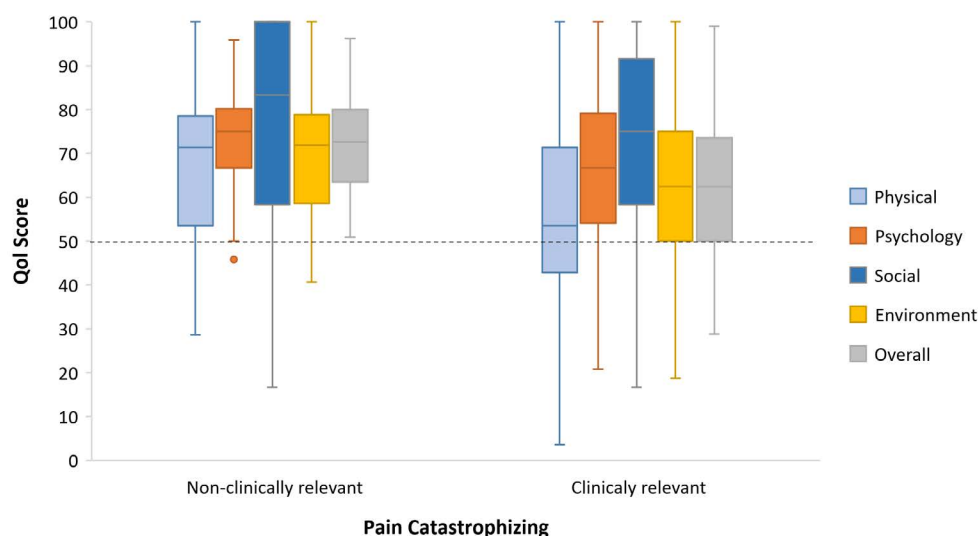 100
90
80
70
60
50
40
30
20
10
0
Qol Score
Non-clinically relevant
Clinicaly relevant
Pain Catastrophizing
Physical
Psychology
Social
Environment
Overall